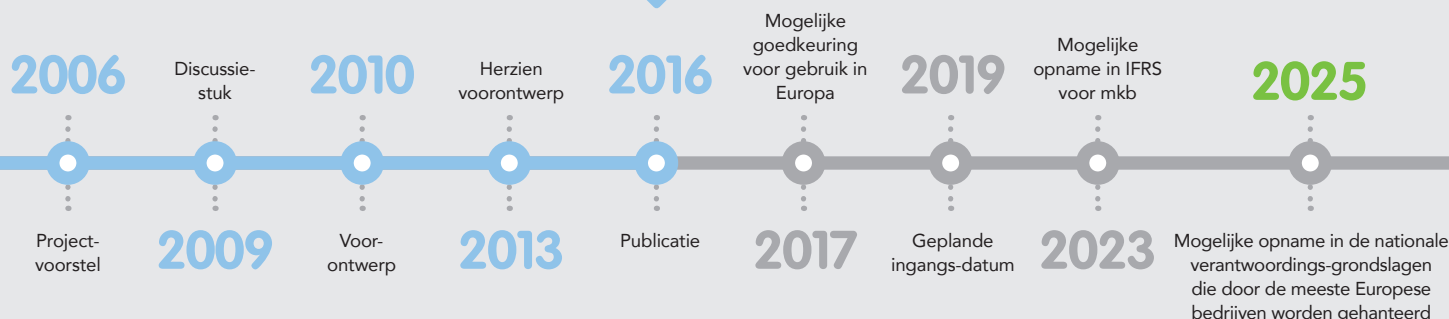 2006
Project-
voorstel
Discussie-
stuk
2009
2010
Voor-
ontwerp
Herzien
voorontwerp
2013
2016
Publicatie
Mogelijke
goedkeuring
voor gebruik in
Europa
2017
2019
Geplande
ingangs-datum
Mogelijke
opname in IFRS
voor mkb
2023
2025
Mogelijke opname in de nationale
verantwoordings-grondslagen
die door de meeste Europese
bedrijven worden gehanteerd